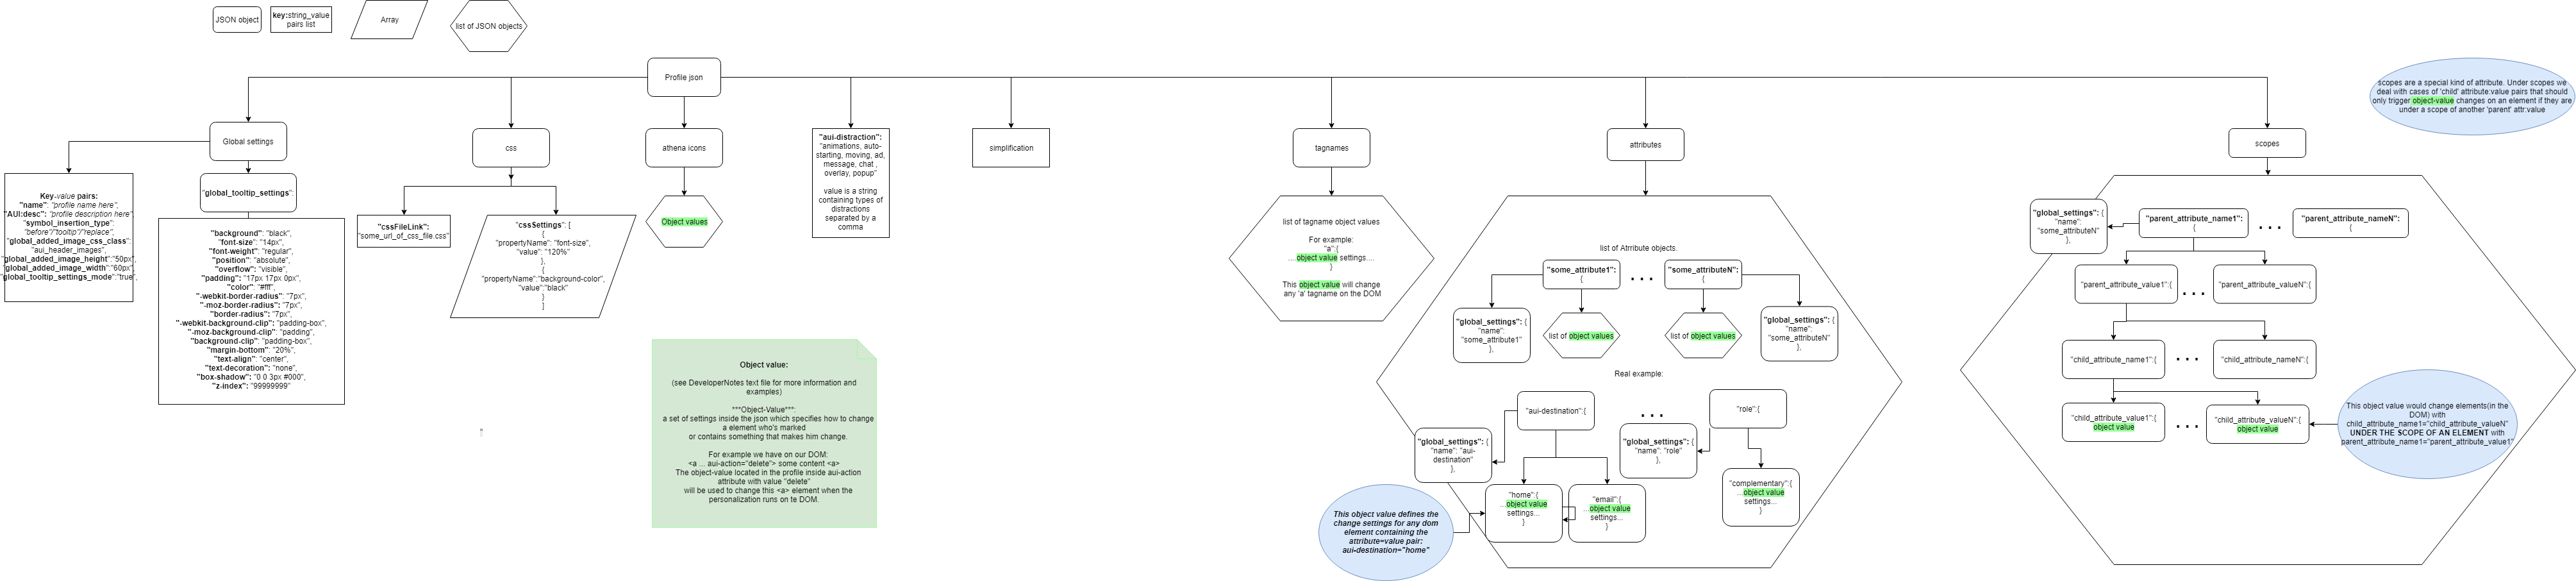 JSON object
key:string_value
pairs list
Array
list of JSON objects
Profile json
scopes are a special kind of attribute. Under scopes we
deal with cases of 'child' attribute:value pairs that should
only trigger object-value changes on an element if they are
under a scope of another 'parent' attr:value
Global settings
css
athena icons
"aui-distraction":
"animations, auto-
starting, moving, ad,
message, chat ,
overlay, popup"
value is a string
containing types of
distractions
separated by a
comma
simplification
tagnames
attributes
scopes
Key-value pairs:
"name": "profile name here",
"AUI:desc": "profile description here",
"symbol_insertion_type":
"before"/"tooltip"/"replace",
"global_added_image_css_class":
"aui_header_images",
"global_added_image_height":"50px",
"global_added_image_width":"60px",
"global_tooltip_settings_mode":"true",
"global_tooltip_settings":
"background": "black",
"font-size": "14px",
"font-weight": "regular",
"position": "absolute",
"overflow": "visible",
"padding": "17px 17px 0px",
"color": "#fff",
"-webkit-border-radius": "7px",
"-moz-border-radius": "7px",
"border-radius": "7px",
"-webkit-background-clip": "padding-box",
"-moz-background-clip": "padding",
"background-clip": "padding-box",
"margin-bottom": "20%",
"text-align": "center",
"text-decoration": "none",
"box-shadow": "0 0 3px #000",
"z-index": "99999999"
"cssFileLink":
"some_url_of_css_file.css"
"cssSettings": [
{
"propertyName": "font-size",
"value": "120%"
},
{
"propertyName":"background-color",
"value":"black"
}
]
Object values
Object value:
(see DeveloperNotes text file for more information and
examples)
***Object-Value***:
a set of settings inside the json which specifies how to change
a element who's marked
or contains something that makes him change.
For example we have on our DOM:
<a ... aui-action="delete"> some content <a>
The object-value located in the profile inside aui-action
attribute with value "delete"
will be used to change this <a> element when the
personalization runs on te DOM.
list of tagname object values
For example:
"a":{
....object value settings....
}
This object value will change
any 'a' tagname on the DOM
list of Atrribute objects.
"some_attribute1":
{
. . .
"some_attributeN":
{
"global_settings": {
"name":
"some_attribute1"
},
list of object values
list of object values
"global_settings": {
"name":
"some_attributeN"
},
Real example:
"aui-destination":{
. . .
"role":{
"global_settings": {
"name": "aui-
destination"
},
"global_settings": {
"name": "role"
},
"home":{
...object value
settings...
}
"email":{
...object value
settings...
}
"complementary":{
...object value
settings...
}
This object value defines the
change settings for any dom
element containing the
attribute=value pair:
aui-destination="home"
"global_settings": {
"name":
"some_attributeN"
},
"parent_attribute_name1":
{
. . .
"parent_attribute_nameN":
{
"parent_attribute_value1":{
. . .
"parent_attribute_valueN":{
"child_attribute_name1":{
. . .
"child_attribute_nameN":{
"child_attribute_value1":{
object value
. . .
"child_attribute_valueN":{
object value
This object value would change elements(in the
DOM) with
child_attribute_name1="child_attribute_valueN"
UNDER THE SCOPE OF AN ELEMENT with
parent_attribute_name1="parent_attribute_value1"